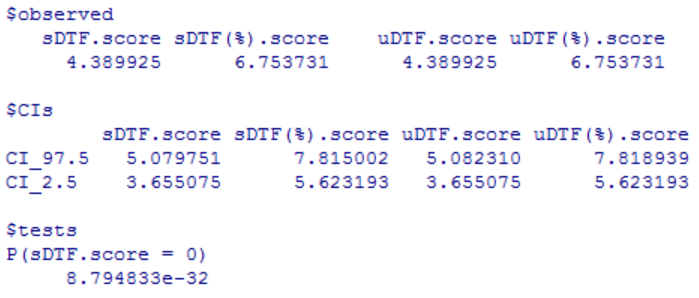 $observed
sDTF.score sDTF(%).score uDTF.score uDTF(%).score
4.389925 6.753731 4.389925 6.753731
$CIs
sDTF.score sDTF(%).score uDTF.score uDTF(%).score
CI_97.5 5.079751 7.815002 5.082310 7.818939
CI_2.5 3.655075 5.623193 3.655075 5.623193
$tests
P(sDTF.score = 0)
8.794833e-32